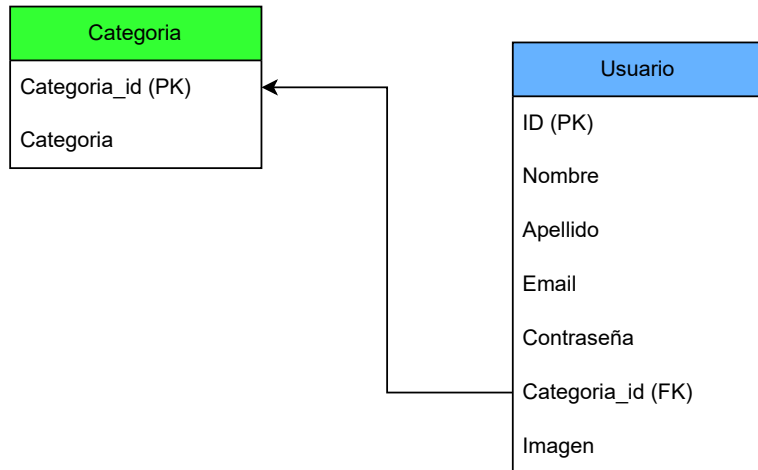 Categoria
Categoria_id (PK)
Categoria
Usuario
ID (PK)
Nombre
Apellido
Email
Contraseña
Categoria_id (FK)
Imagen